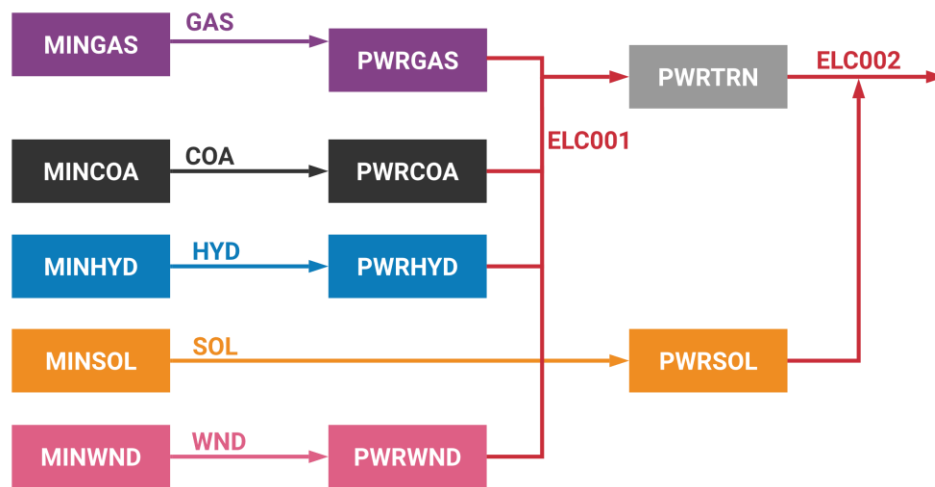 GAS
MINGAS
PWRGAS
PWRTRN
ELC002
ELC001
COA
MINCOA
PWRCOA
HYD
MINHYD
PWRHYD
SOL
MINSOL
PWRSOL
WND
MINWND
PWRWND